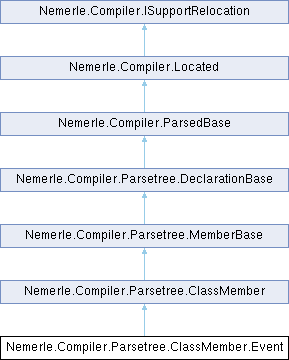 Nemerle.Compiler.ISupportRelocation
Nemerle.Compiler.Located
Nemerle.Compiler.ParsedBase
Nemerle.Compiler.Parsetree.DeclarationBase
Nemerle.Compiler.Parsetree.MemberBase
Nemerle.Compiler.Parsetree.ClassMember
Nemerle.Compiler.Parsetree.ClassMember.Event